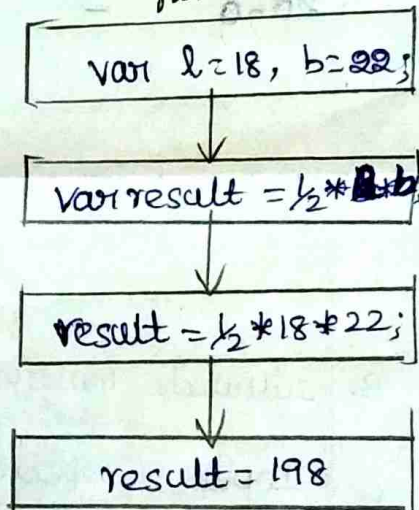 var l=18, b=22;
var result = 1/2 * l * b;
result = 1/2 * 18 * 22;
result = 198